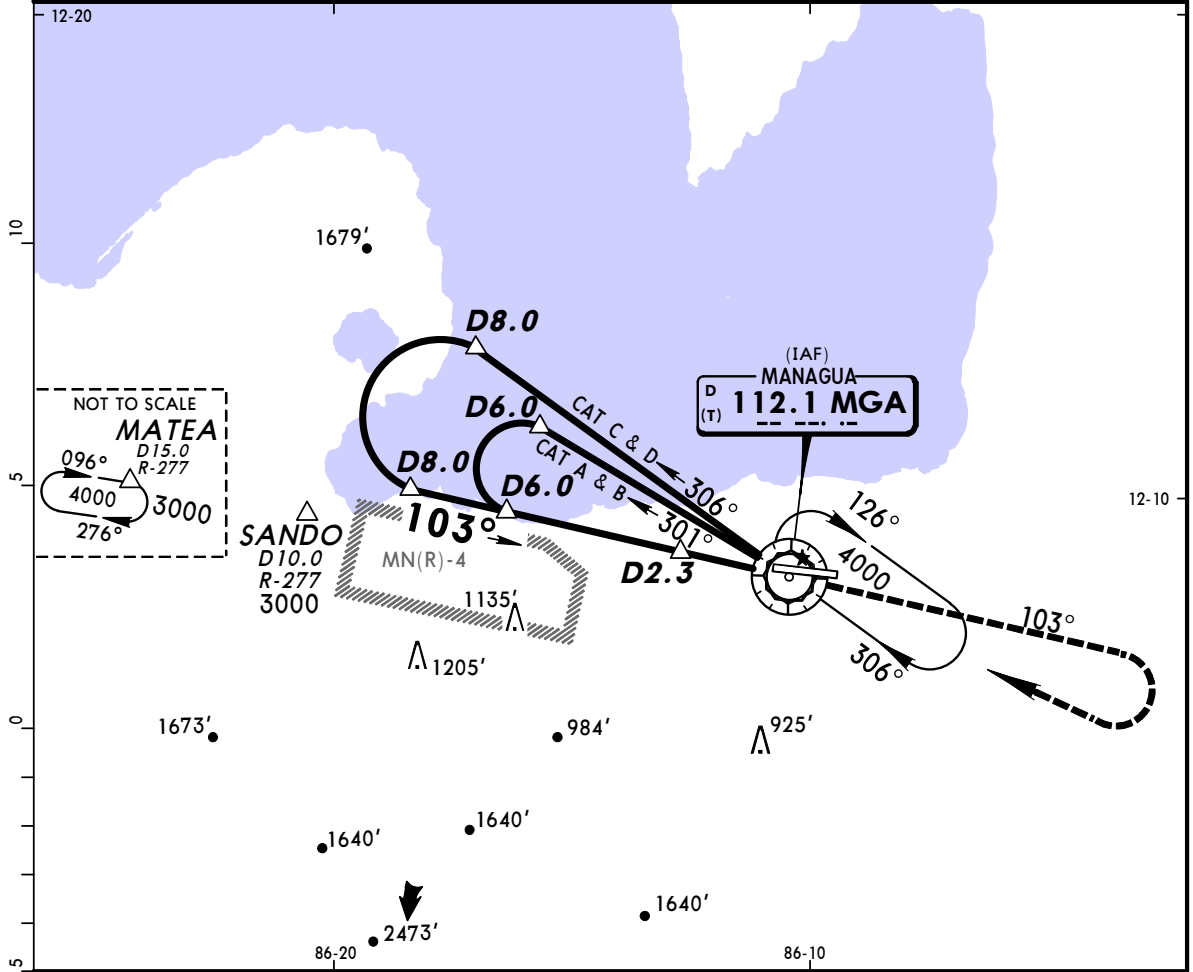 12-20
10
1679'
D8.0
(IAF)
MANAGUA
D
(T)
112.1 MGA
CAT C & D
306°
D6.0
CAT A & B
301°
NOT TO SCALE
MATEA
D15.0
R-277
096°
4000
3000
276°
5
D8.0
D6.0
103°
SANDO
D10.0
R-277
3000
MN(R)-4
D2.3
126°
4000
12-10
103°
306°
1135'
1205'
0
1673'
984'
925'
1640'
1640'
1640'
2473'
5
86-20
86-10